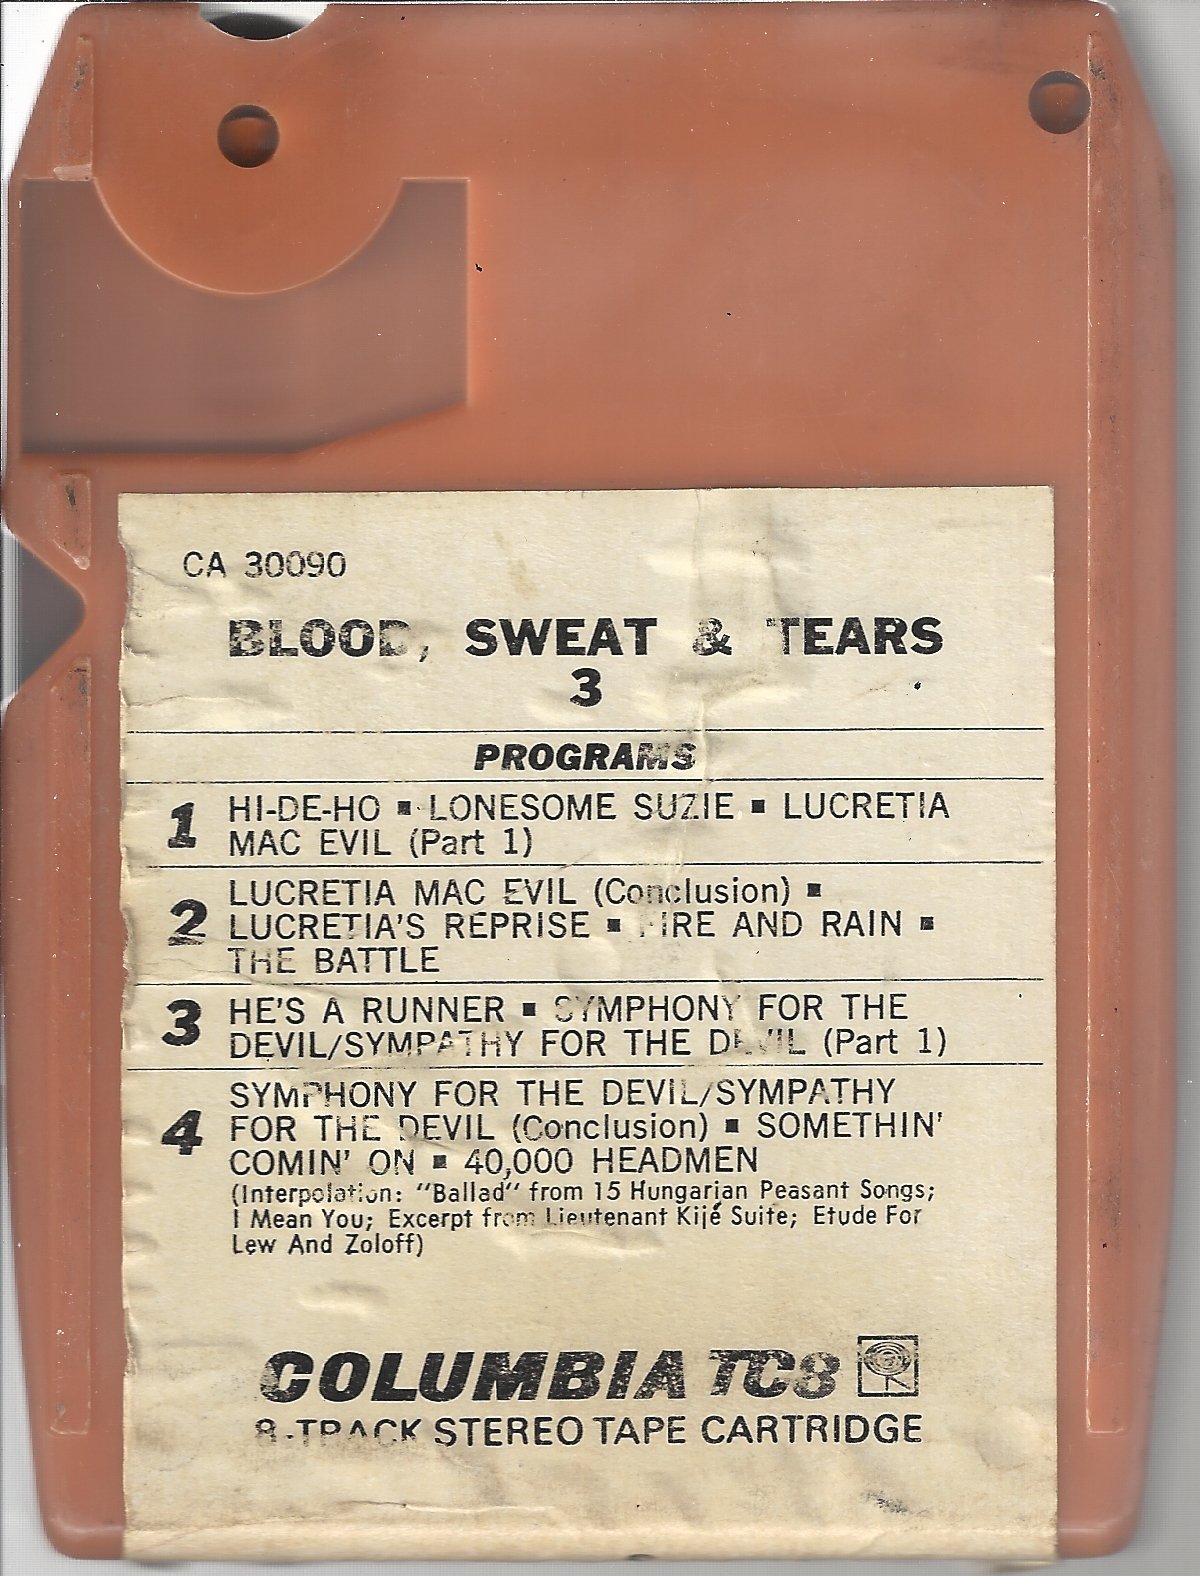 CA 30090
BLOOD, SWEAT & TEARS
3
PROGRAMS
1 HI-DE-HO ▪ LONESOME SUZIE ▪ LUCRETIA
MAC EVIL (Part 1)
2 LUCRETIA MAC EVIL (Conclusion) ▪
LUCRETIA'S REPRISE ▪ FIRE AND RAIN ▪
THE BATTLE
3 HE'S A RUNNER ▪ SYMPHONY FOR THE
DEVIL/SYMPATHY FOR THE DEVIL (Part 1)
4 SYMPHONY FOR THE DEVIL/SYMPATHY
FOR THE DEVIL (Conclusion) ▪ SOMETHIN'
COMIN' ON ▪ 40,000 HEADMEN
(Interpolation: "Ballad" from 15 Hungarian Peasant Songs;
I Mean You; Excerpt from Lieutenant Kijé Suite; Etude For
Lew And Zoloff)
COLUMBIA TC8
8-TRACK STEREO TAPE CARTRIDGE